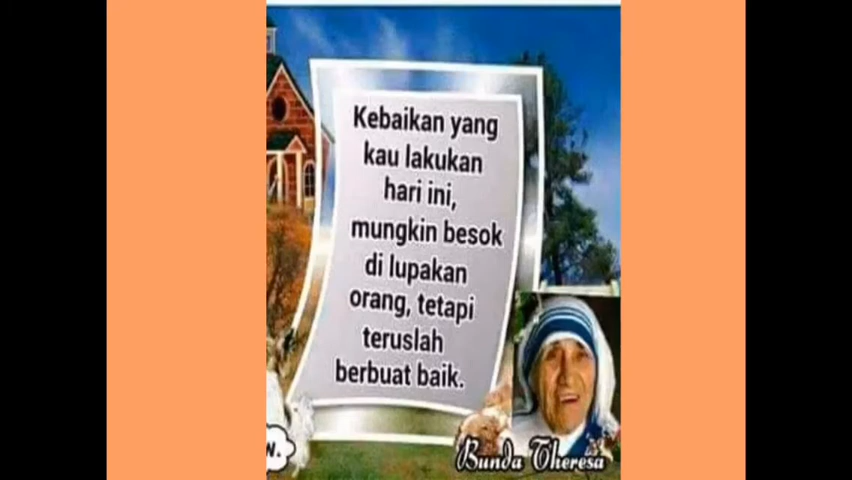 Kebaikan yang
kau lakukan
hari ini,
mungkin besok
di lupakan
orang, tetapi
teruslah
berbuat baik.
Bunda Theresa